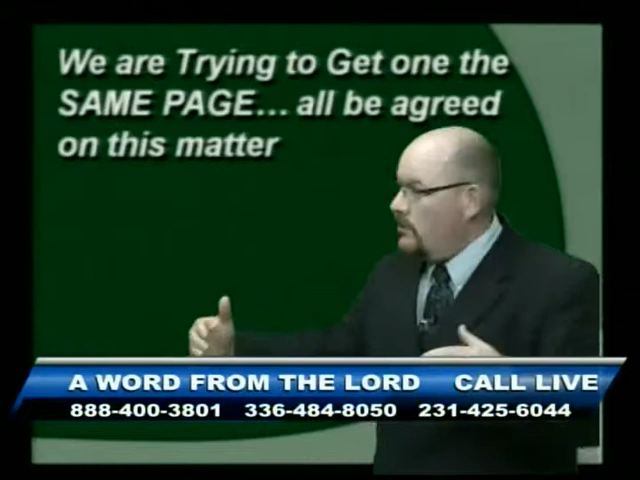 We are Trying to Get one the
SAME PAGE... all be agreed
on this matter
A WORD FROM THE LORD CALL LIVE
888-400-3801 336-484-8050 231-425-6044